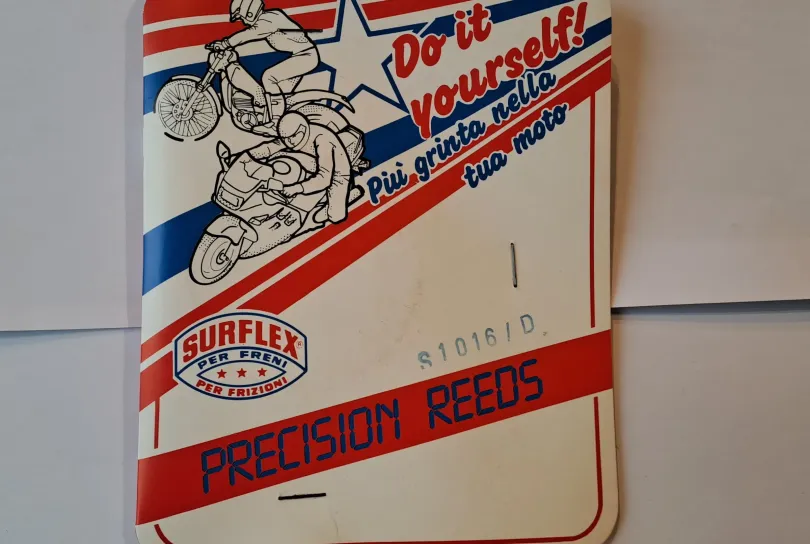 Do it
yourself!
Più grinta nella
tua moto
SURFLEX®
PER FRENI
PER FRIZIONI
S1016/D
PRECISION REEDS